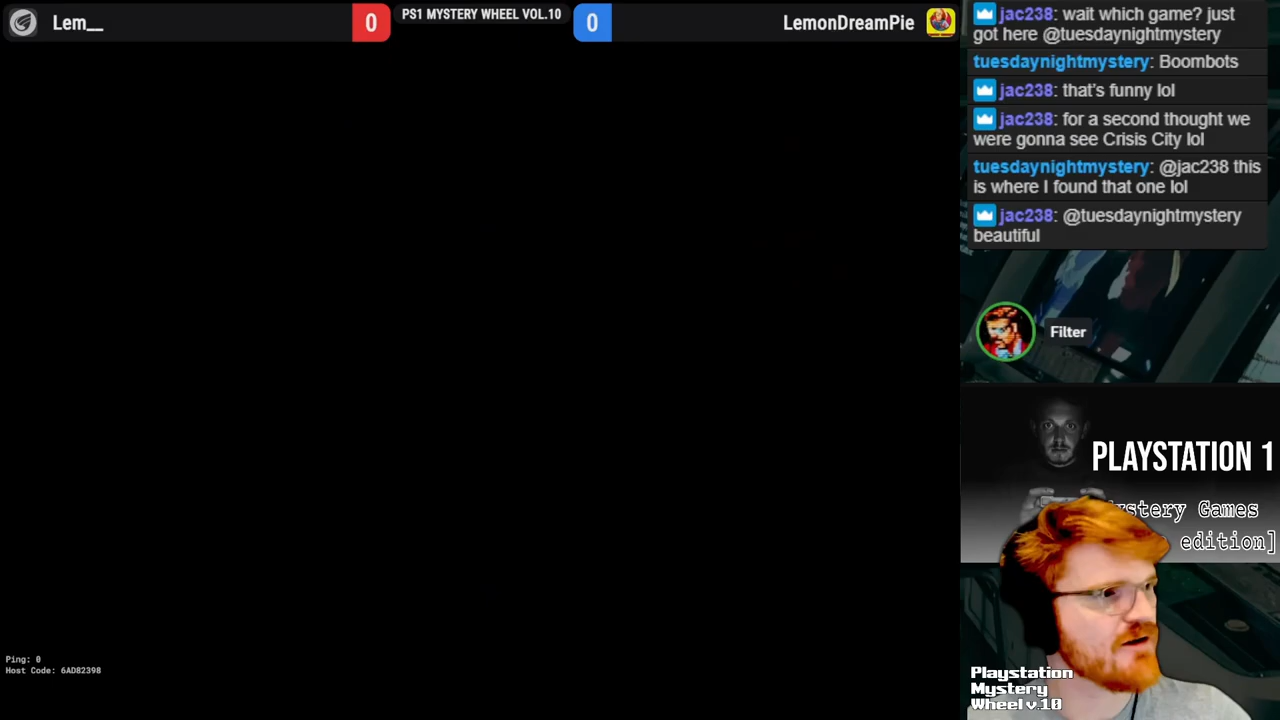 Lem__
0
PS1 MYSTERY WHEEL VOL.10
0
LemonDreamPie
jac238: wait which game? just
got here @tuesdaynightmystery
tuesdaynightmystery: Boombots
jac238: that's funny lol
jac238: for a second thought we
were gonna see Crisis City lol
tuesdaynightmystery: @jac238 this
is where I found that one lol
jac238: @tuesdaynightmystery
beautiful
Filter
PLAYSTATION 1
ystery Games
edition]
Ping: 0
Host Code: 6AD82398
Playstation
Mystery
Wheel v.10